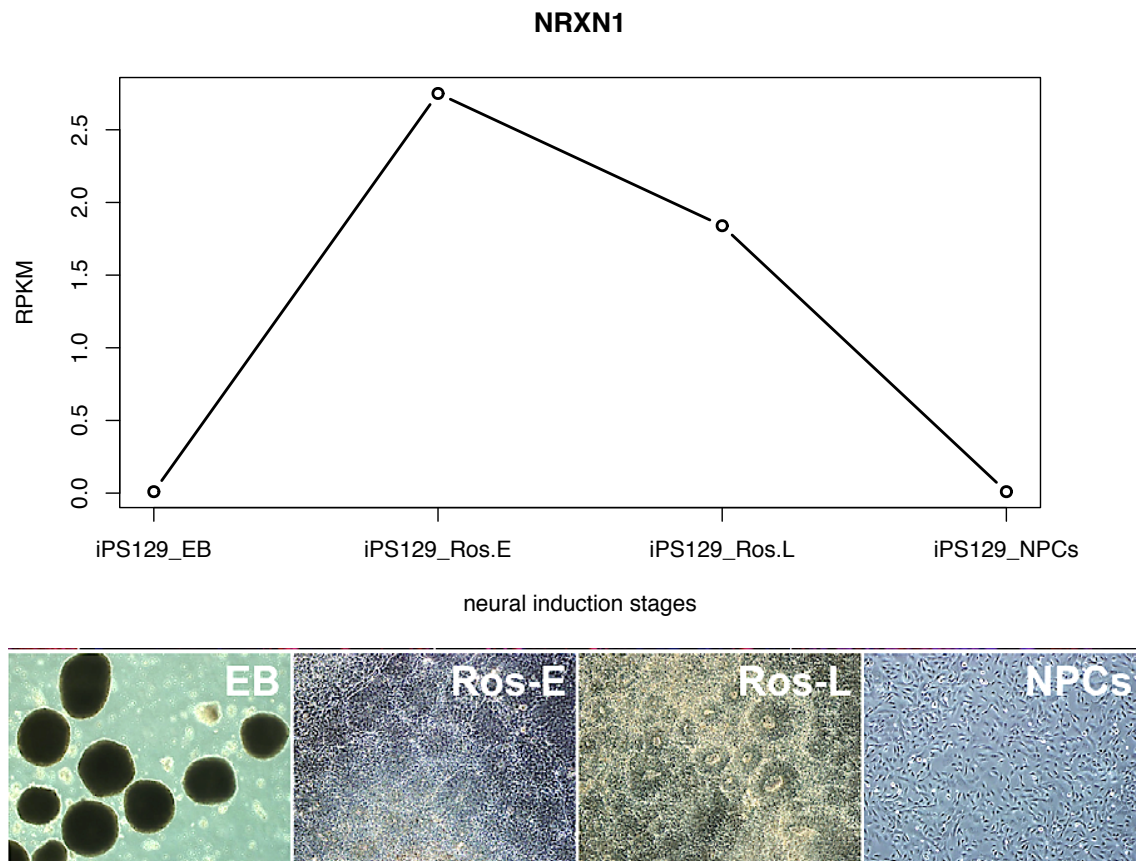 NRXN1
RPKM
2.5
2.0
1.5
1.0
0.5
0.0
iPS129_EB iPS129_Ros.E iPS129_Ros.L iPS129_NPCs
neural induction stages
EB Ros-E Ros-L NPCs